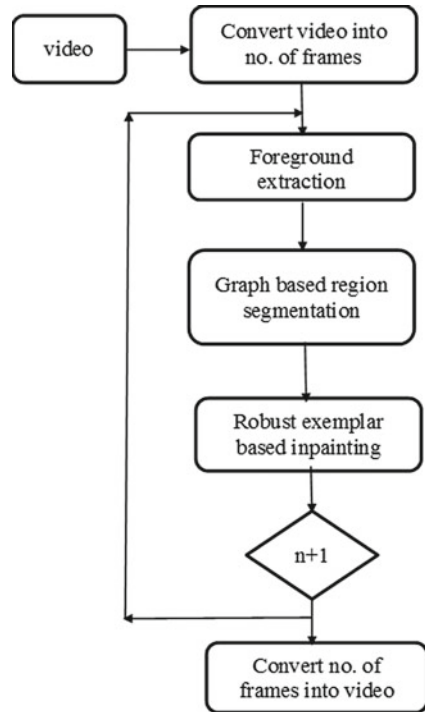 video
Convert video into
no. of frames
Foreground
extraction
Graph based region
segmentation
Robust exemplar
based inpainting
n+1
Convert no. of
frames into video